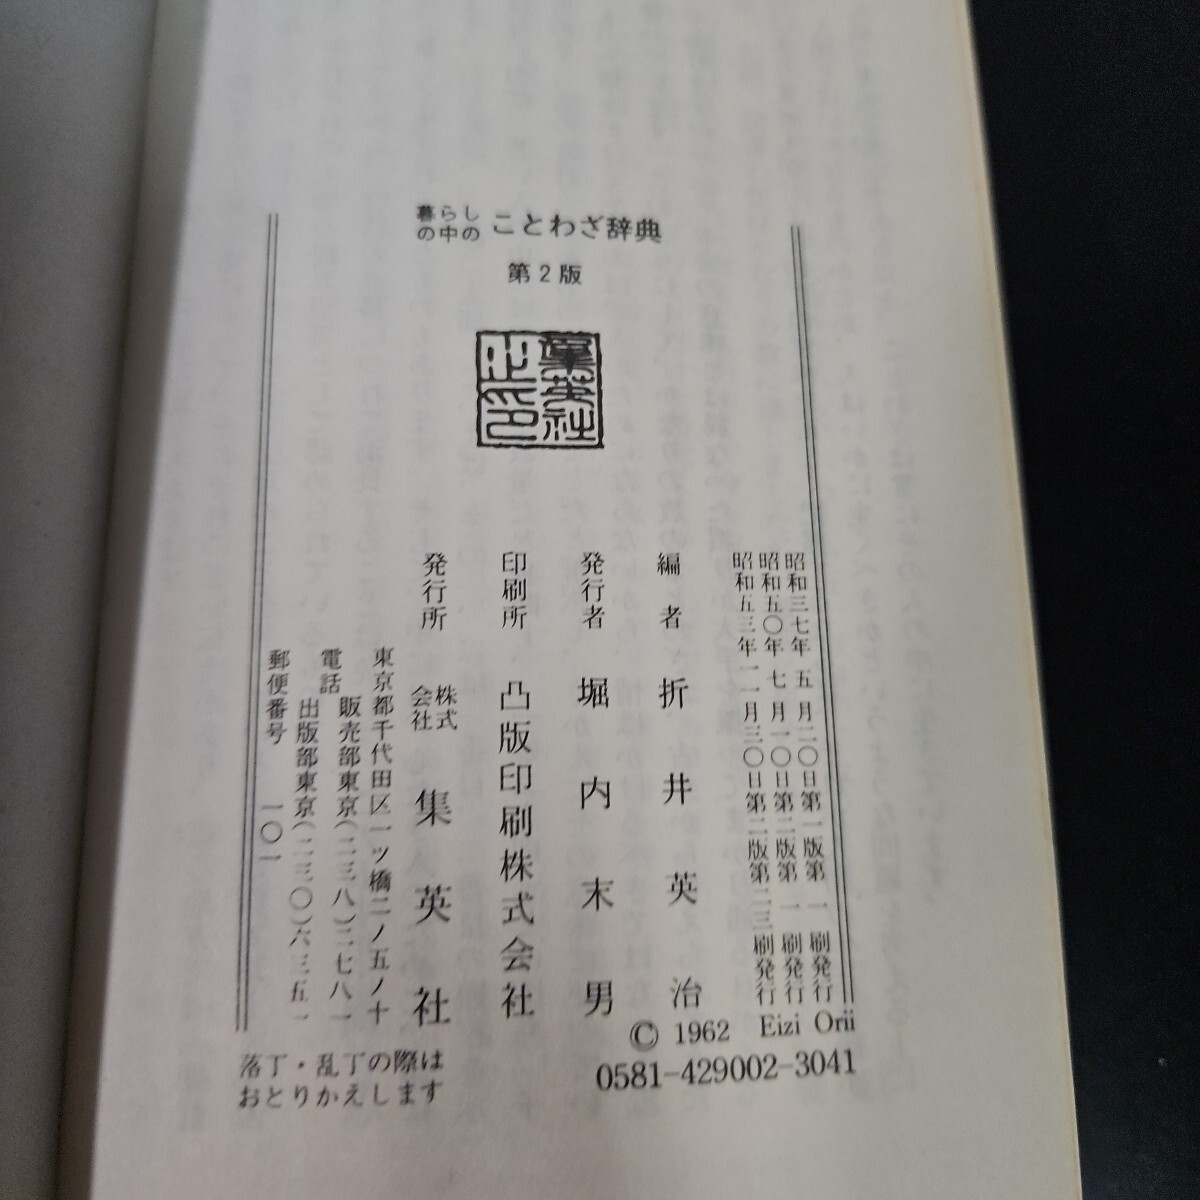 暮らしの中の ことわざ辞典
第2版
集英社之印
昭和三七年 五月二〇日第一版第一刷発行
昭和五〇年 七月一〇日第二版第一刷発行
昭和五三年一一月三〇日第二版第二三刷発行
編者 折井英治
発行者 堀内末男
印刷所 凸版印刷株式会社
発行所 株式会社 集英社
東京都千代田区一ツ橋二ノ五ノ十
電話 販売部東京(二三八)二七八一
出版部東京(二三〇)六三五一
郵便番号 一〇一
© 1962 Eizi Orii
0581-429002-3041
落丁・乱丁の際は
おとりかえします